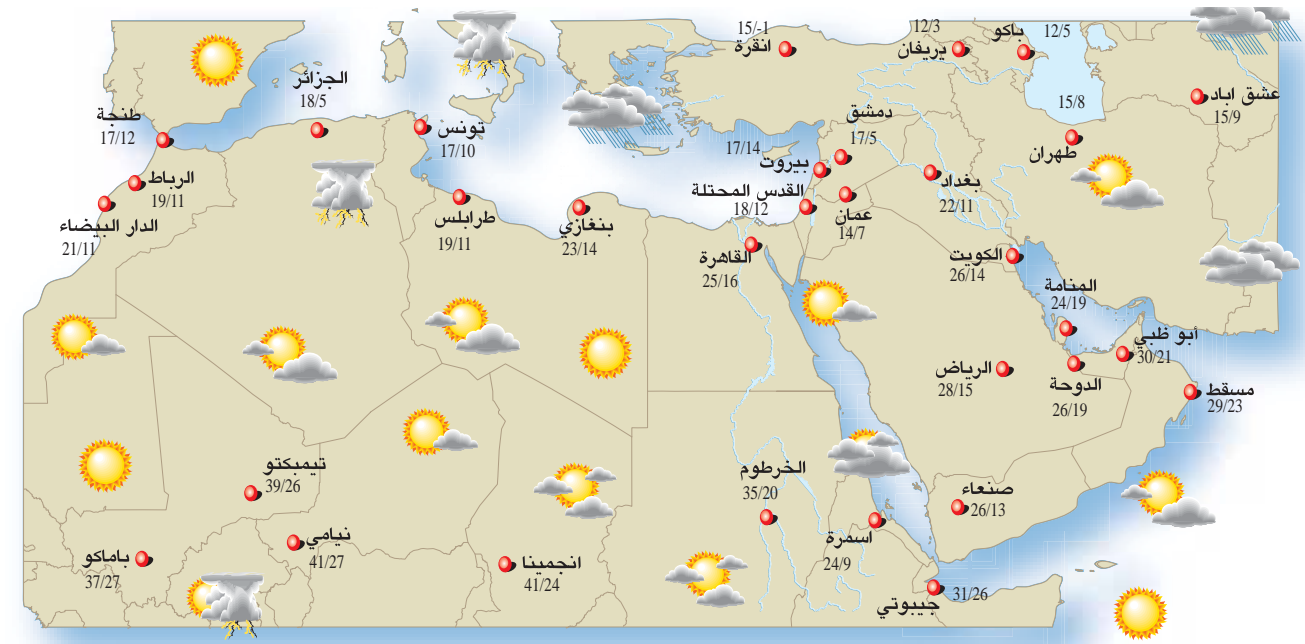 15/-1
انقرة
12/3
يريفان
باكو
12/5
15/8
عشق اباد
15/9
طهران
دمشق
17/5
17/14
بيروت
القدس المحتلة
18/12
عمان
14/7
بغداد
22/11
الجزائر
18/5
طنجة
17/12
تونس
17/10
الرباط
19/11
الدار البيضاء
21/11
طرابلس
19/11
بنغازي
23/14
القاهرة
25/16
الكويت
26/14
المنامة
24/19
أبو ظبي
30/21
الرياض
28/15
الدوحة
26/19
مسقط
29/23
تيمبكتو
39/26
الخرطوم
35/20
صنعاء
26/13
اسمرة
24/9
باماكو
37/27
نيامي
41/27
انجمينا
41/24
جيبوتي
31/26